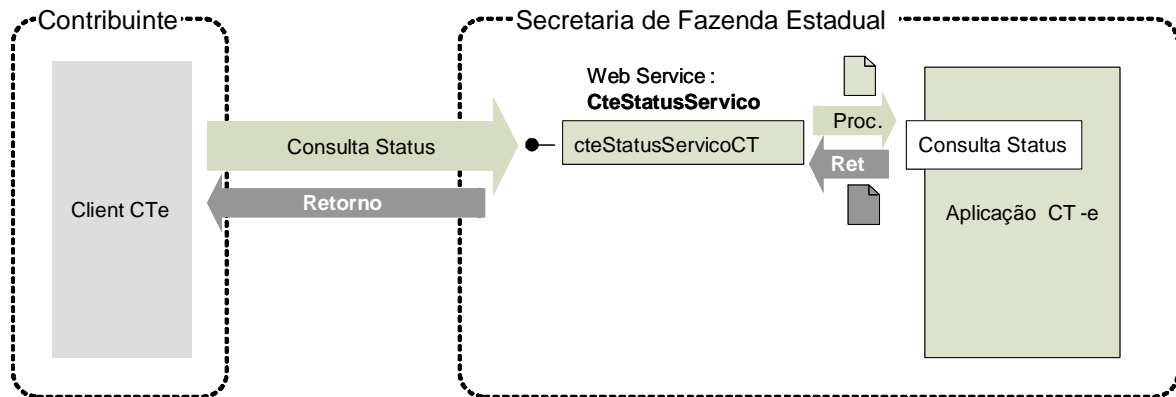 Contribuinte
Secretaria de Fazenda Estadual
Web Service :
CteStatusServico
Consulta Status
cteStatusServicoCT
Proc.
Consulta Status
Ret
Client CTe
Retorno
Aplicação CT -e